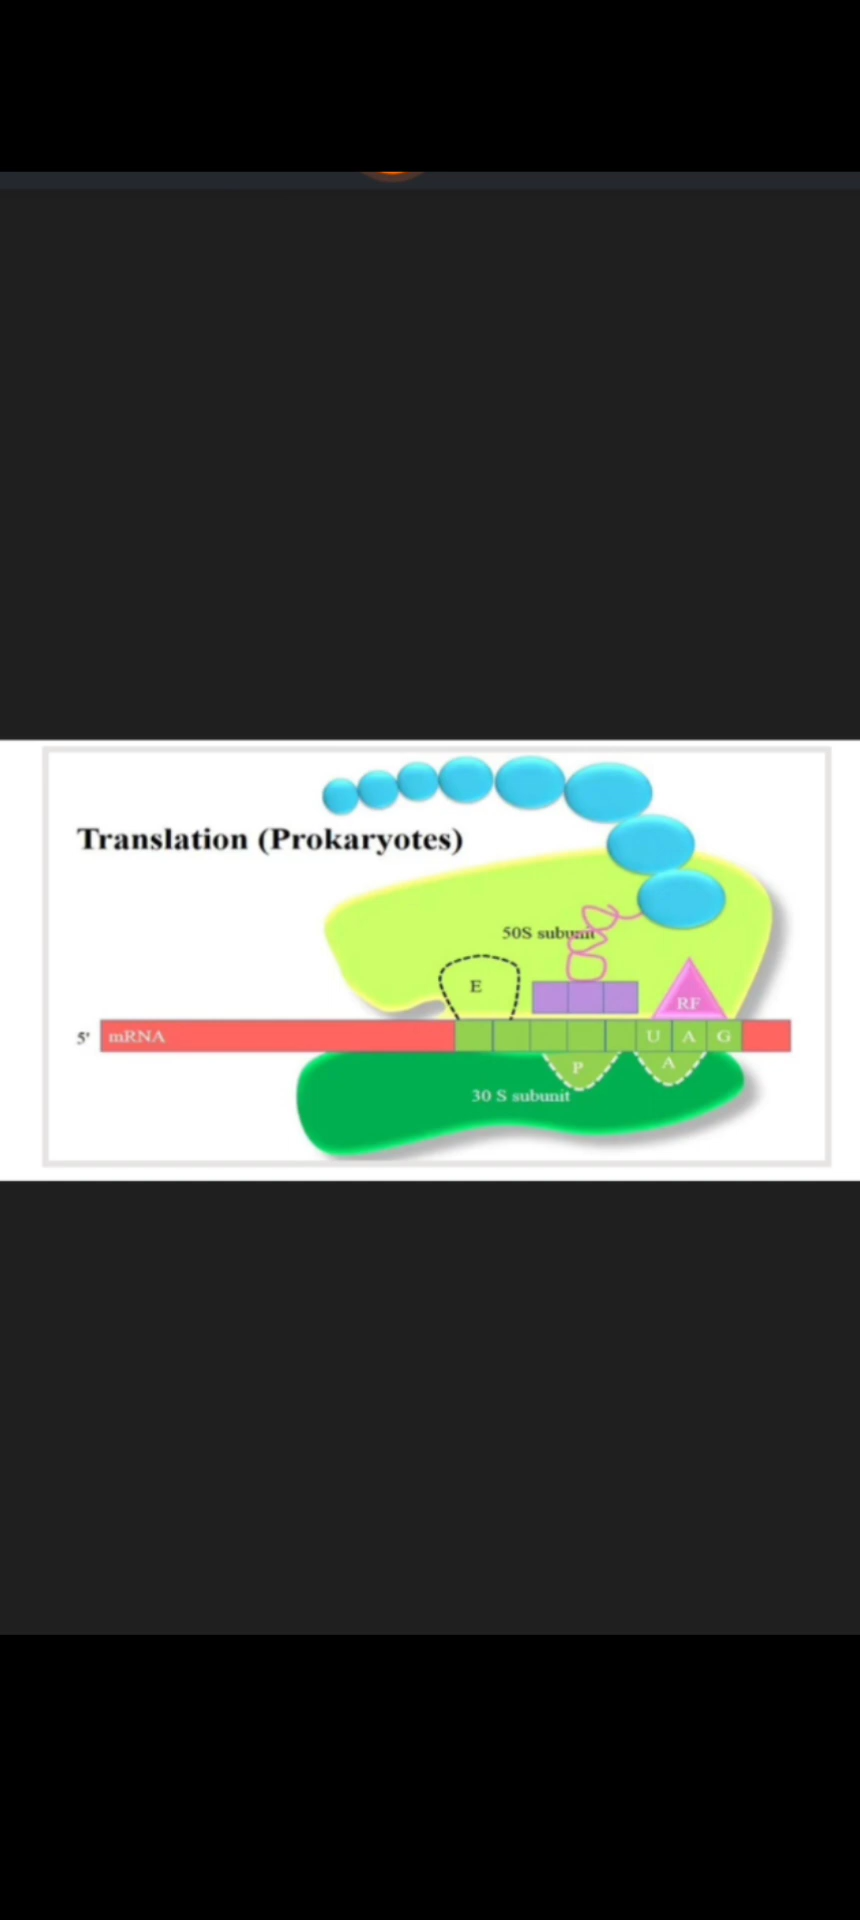 Translation (Prokaryotes)
50S subunit
E
RF
5' mRNA
U A G
P
A
30 S subunit